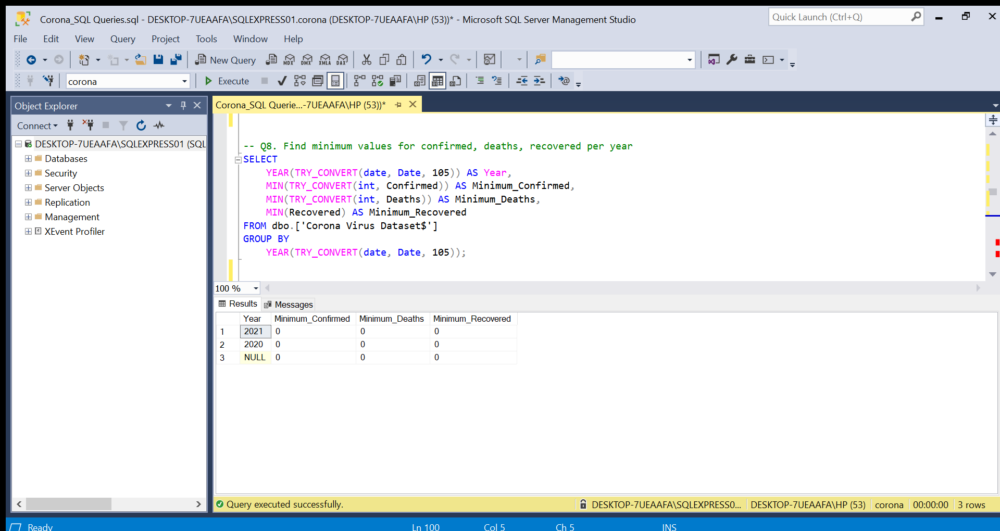 Corona_SQL Queries.sql - DESKTOP-7UEAAFA\SQLEXPRESS01.corona (DESKTOP-7UEAAFA\HP (53))* - Microsoft SQL Server Management Studio
Quick Launch (Ctrl+Q)
File Edit View Query Project Tools Window Help
New Query MDX DMX XMLA DAX
corona Execute
Object Explorer
Connect
DESKTOP-7UEAAFA\SQLEXPRESS01 (SQL
Databases
Security
Server Objects
Replication
Management
XEvent Profiler
Corona_SQL Querie...-7UEAAFA\HP (53))*
-- Q8. Find minimum values for confirmed, deaths, recovered per year
SELECT
YEAR(TRY_CONVERT(date, Date, 105)) AS Year,
MIN(TRY_CONVERT(int, Confirmed)) AS Minimum_Confirmed,
MIN(TRY_CONVERT(int, Deaths)) AS Minimum_Deaths,
MIN(Recovered) AS Minimum_Recovered
FROM dbo.['Corona Virus Dataset$']
GROUP BY
YEAR(TRY_CONVERT(date, Date, 105));
100 %
Results Messages
Year Minimum_Confirmed Minimum_Deaths Minimum_Recovered
1 2021 0 0 0
2 2020 0 0 0
3 NULL 0 0 0
Query executed successfully. DESKTOP-7UEAAFA\SQLEXPRESS0... DESKTOP-7UEAAFA\HP (53) corona 00:00:00 3 rows
Ready Ln 100 Col 5 Ch 5 INS